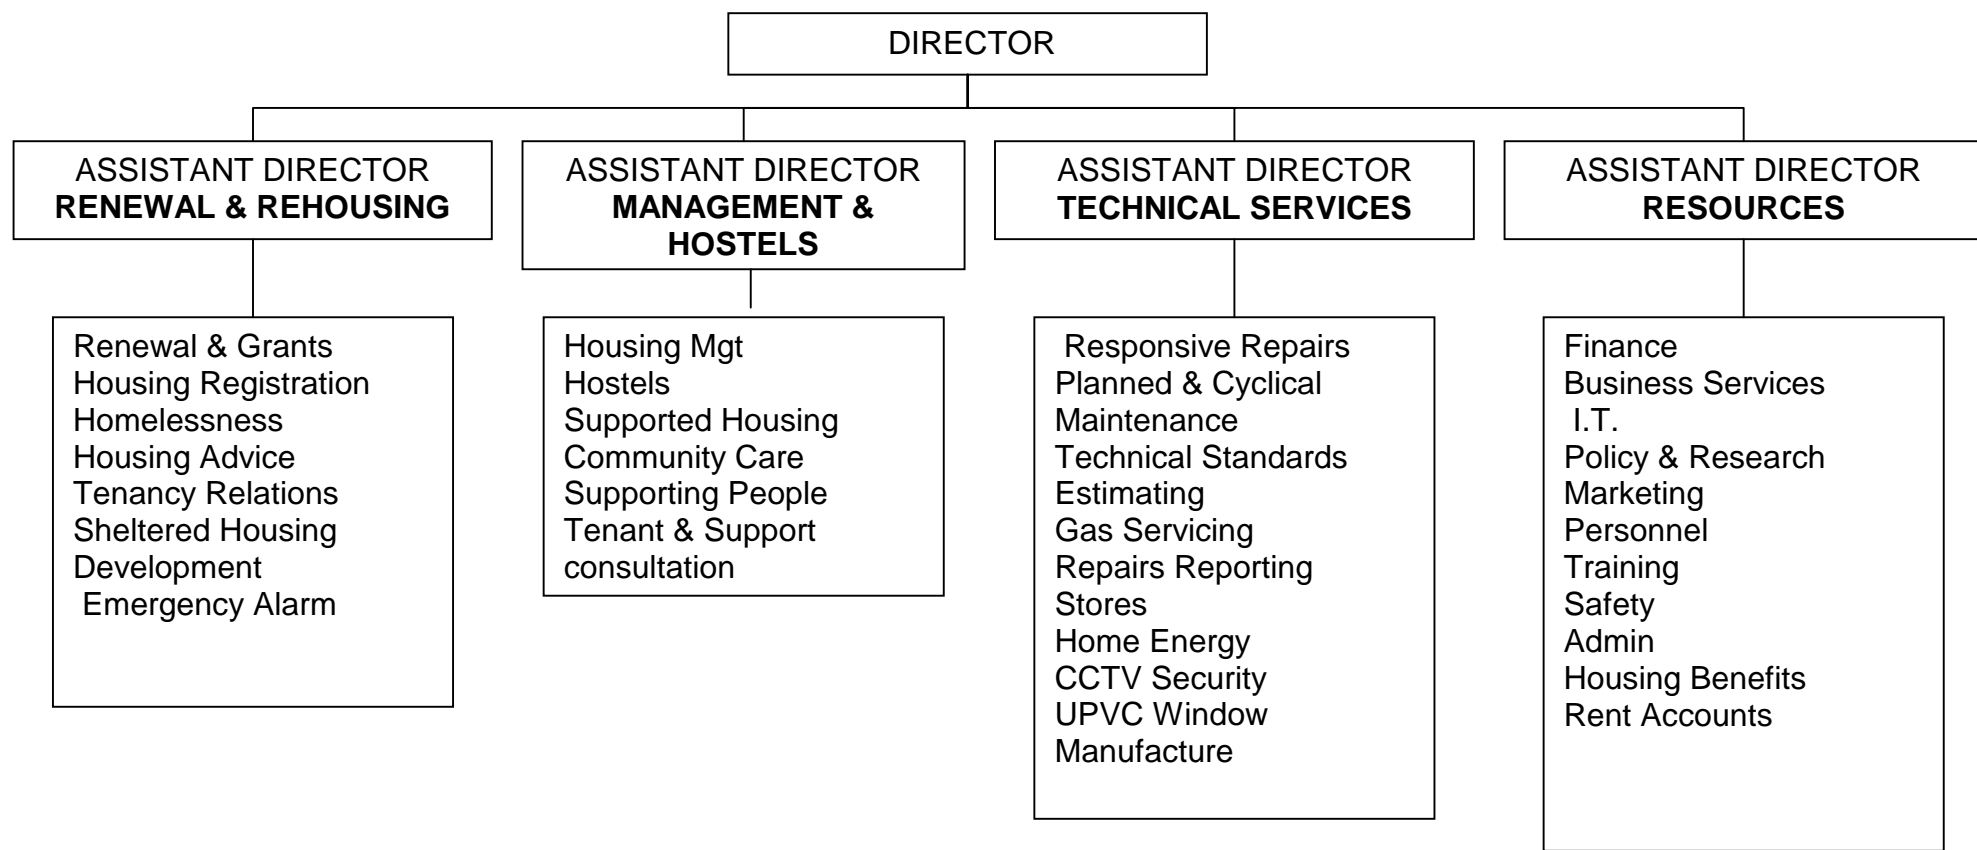 DIRECTOR
ASSISTANT DIRECTOR
RENEWAL & REHOUSING
ASSISTANT DIRECTOR
MANAGEMENT &
HOSTELS
ASSISTANT DIRECTOR
TECHNICAL SERVICES
ASSISTANT DIRECTOR
RESOURCES
Renewal & Grants
Housing Registration
Homelessness
Housing Advice
Tenancy Relations
Sheltered Housing
Development
Emergency Alarm
Housing Mgt
Hostels
Supported Housing
Community Care
Supporting People
Tenant & Support
consultation
Responsive Repairs
Planned & Cyclical
Maintenance
Technical Standards
Estimating
Gas Servicing
Repairs Reporting
Stores
Home Energy
CCTV Security
UPVC Window
Manufacture
Finance
Business Services
I.T.
Policy & Research
Marketing
Personnel
Training
Safety
Admin
Housing Benefits
Rent Accounts